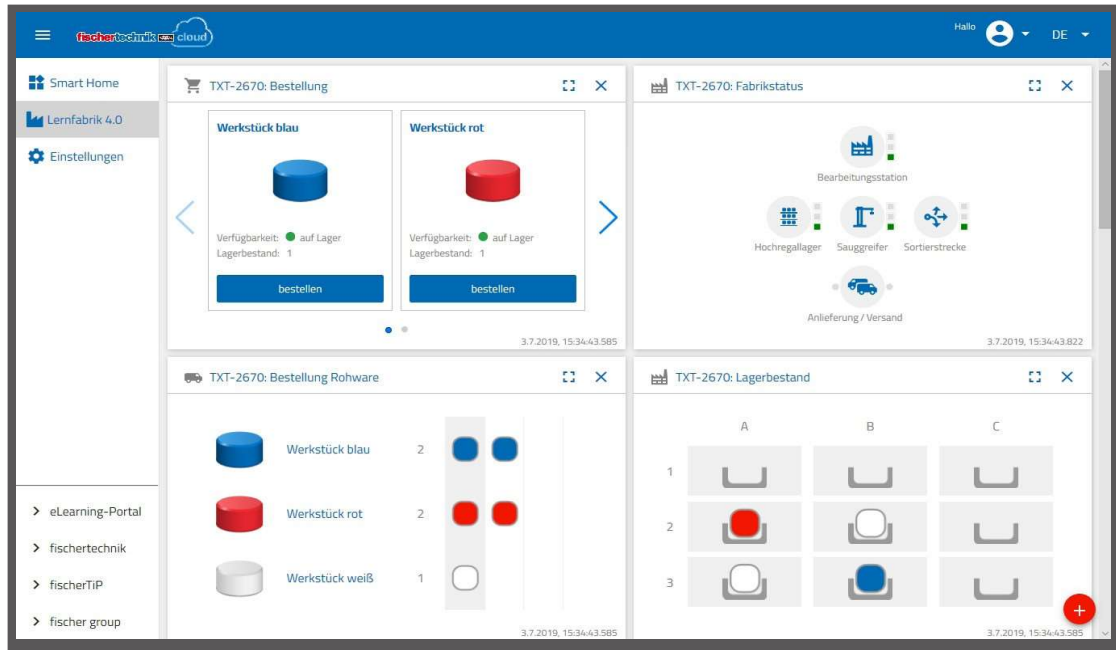 fischertechnik cloud
Hallo
DE
Smart Home
Lernfabrik 4.0
Einstellungen
eLearning-Portal
fischertechnik
fischerTiP
fischer group
TXT-2670: Bestellung
Werkstück blau
Verfügbarkeit: auf Lager
Lagerbestand: 1
bestellen
Werkstück rot
Verfügbarkeit: auf Lager
Lagerbestand: 1
bestellen
3.7.2019, 15:34:43.585
TXT-2670: Fabrikstatus
Bearbeitungsstation
Hochregallager Sauggreifer Sortierstrecke
Anlieferung / Versand
3.7.2019, 15:34:43.822
TXT-2670: Bestellung Rohware
Werkstück blau 2
Werkstück rot 2
Werkstück weiß 1
3.7.2019, 15:34:43.585
TXT-2670: Lagerbestand
A B C
1
2
3
3.7.2019, 15:34:43.585